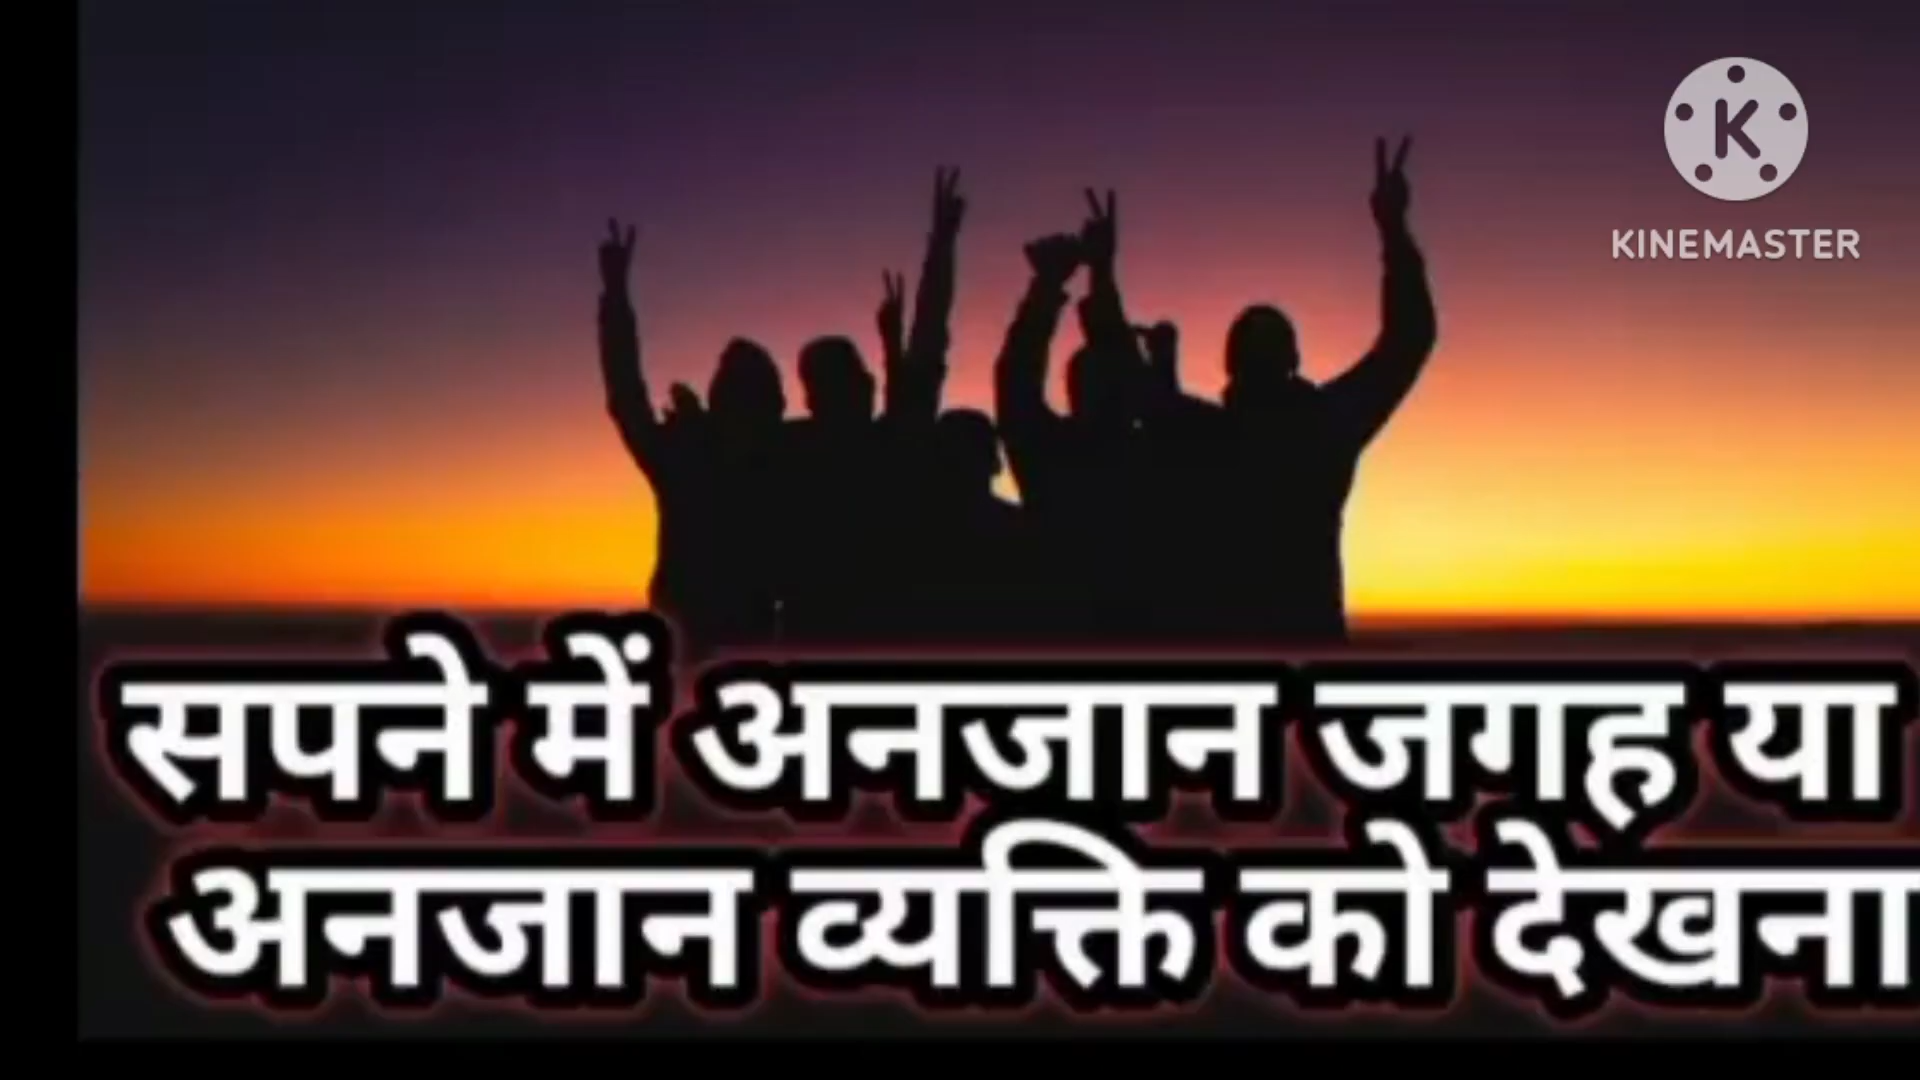 KINEMASTER
सपने में अनजान जगह या
अनजान व्यक्ति को देखना